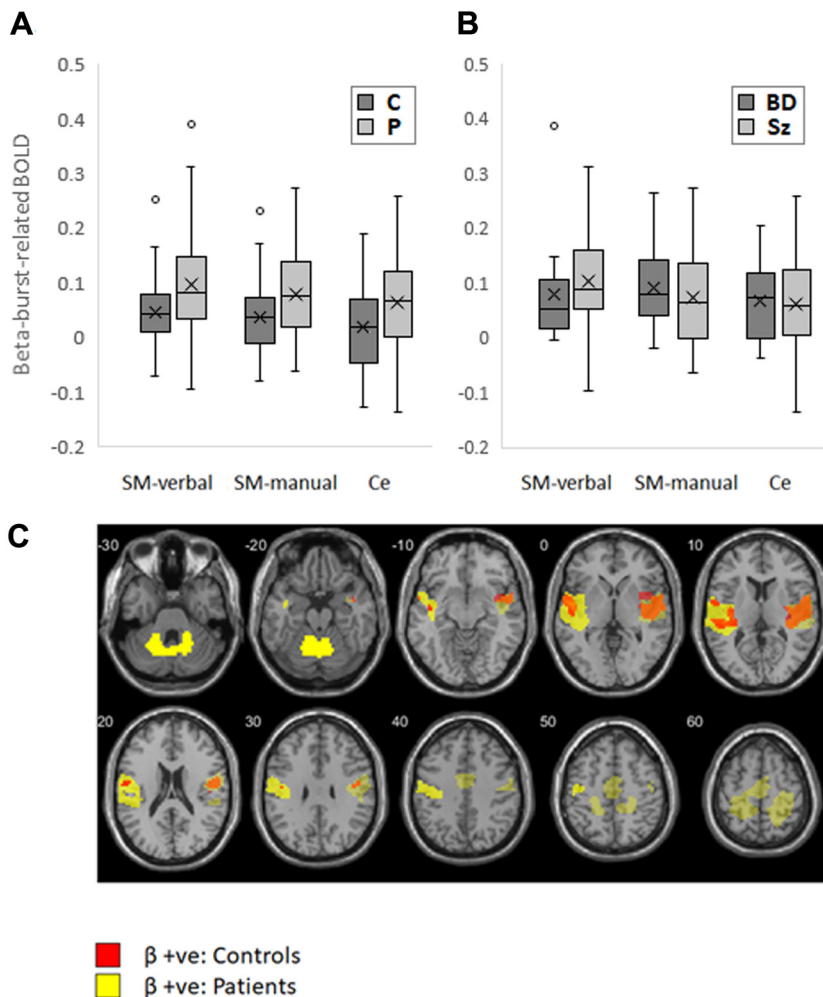 A
B
0.5
0.4
0.3
0.2
0.1
0
-0.1
-0.2
Beta-burst-related BOLD
C
P
SM-verbal
SM-manual
Ce
0.5
0.4
0.3
0.2
0.1
0
-0.1
-0.2
BD
Sz
SM-verbal
SM-manual
Ce
C
-30
-20
-10
0
10
20
30
40
50
60
β +ve: Controls
β +ve: Patients